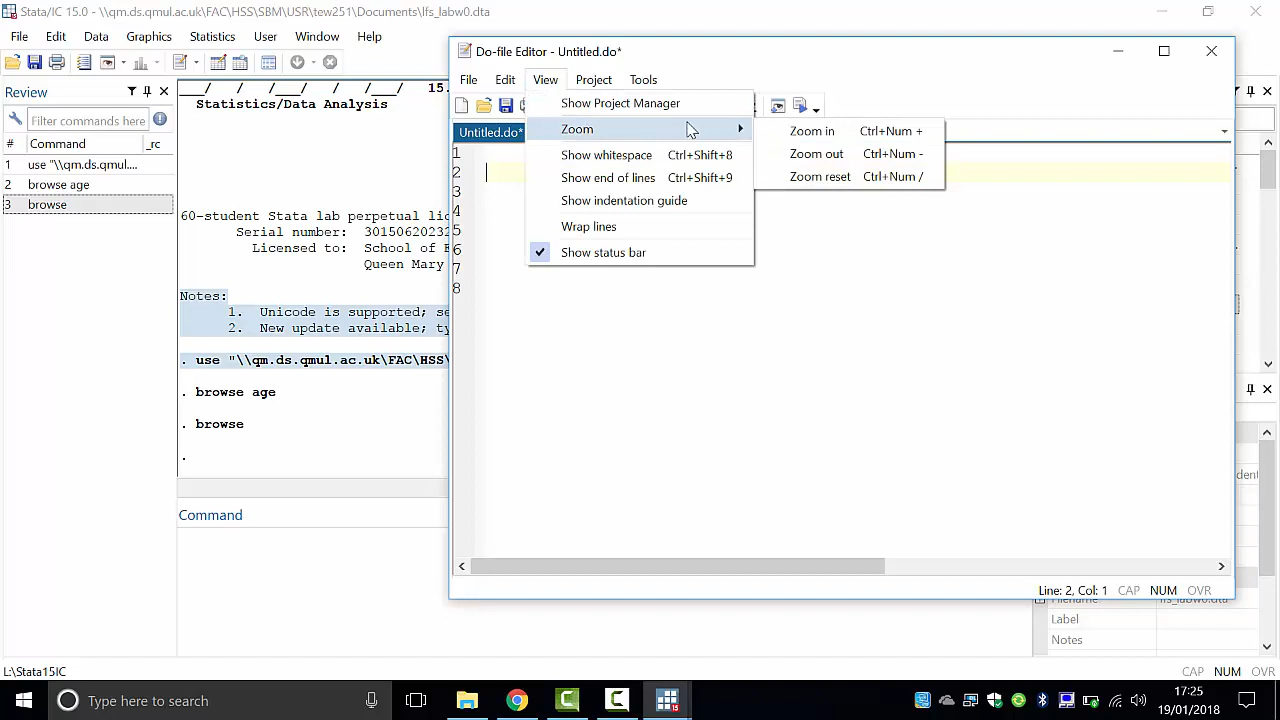 Stata/IC 15.0 - \\qm.ds.qmul.ac.uk\FAC\HSS\SBM\USR\tew251\Documents\lfs_labw0.dta
File Edit Data Graphics Statistics User Window Help
Review
Filter commands here
# Command _rc
1 use "\\qm.ds.qmul....
2 browse age
3 browse
___/ / /___/ / /___/ 15.
Statistics/Data Analysis
60-student Stata lab perpetual lic
Serial number: 3015062023
Licensed to: School of
Queen Mary
Notes:
1. Unicode is supported; se
2. New update available; ty
. use "\\qm.ds.qmul.ac.uk\FAC\HSS\
. browse age
. browse
.
Command
Do-file Editor - Untitled.do*
File Edit View Project Tools
Untitled.do*
1
2
3
4
5
6
7
8
Show Project Manager
Zoom
Show whitespace Ctrl+Shift+8
Show end of lines Ctrl+Shift+9
Show indentation guide
Wrap lines
Show status bar
Zoom in Ctrl+Num +
Zoom out Ctrl+Num -
Zoom reset Ctrl+Num /
Line: 2, Col: 1 CAP NUM OVR
Filename lfs_labw0.dta
Label
Notes
L:\Stata15IC
CAP NUM OVR
Type here to search
17:25
19/01/2018